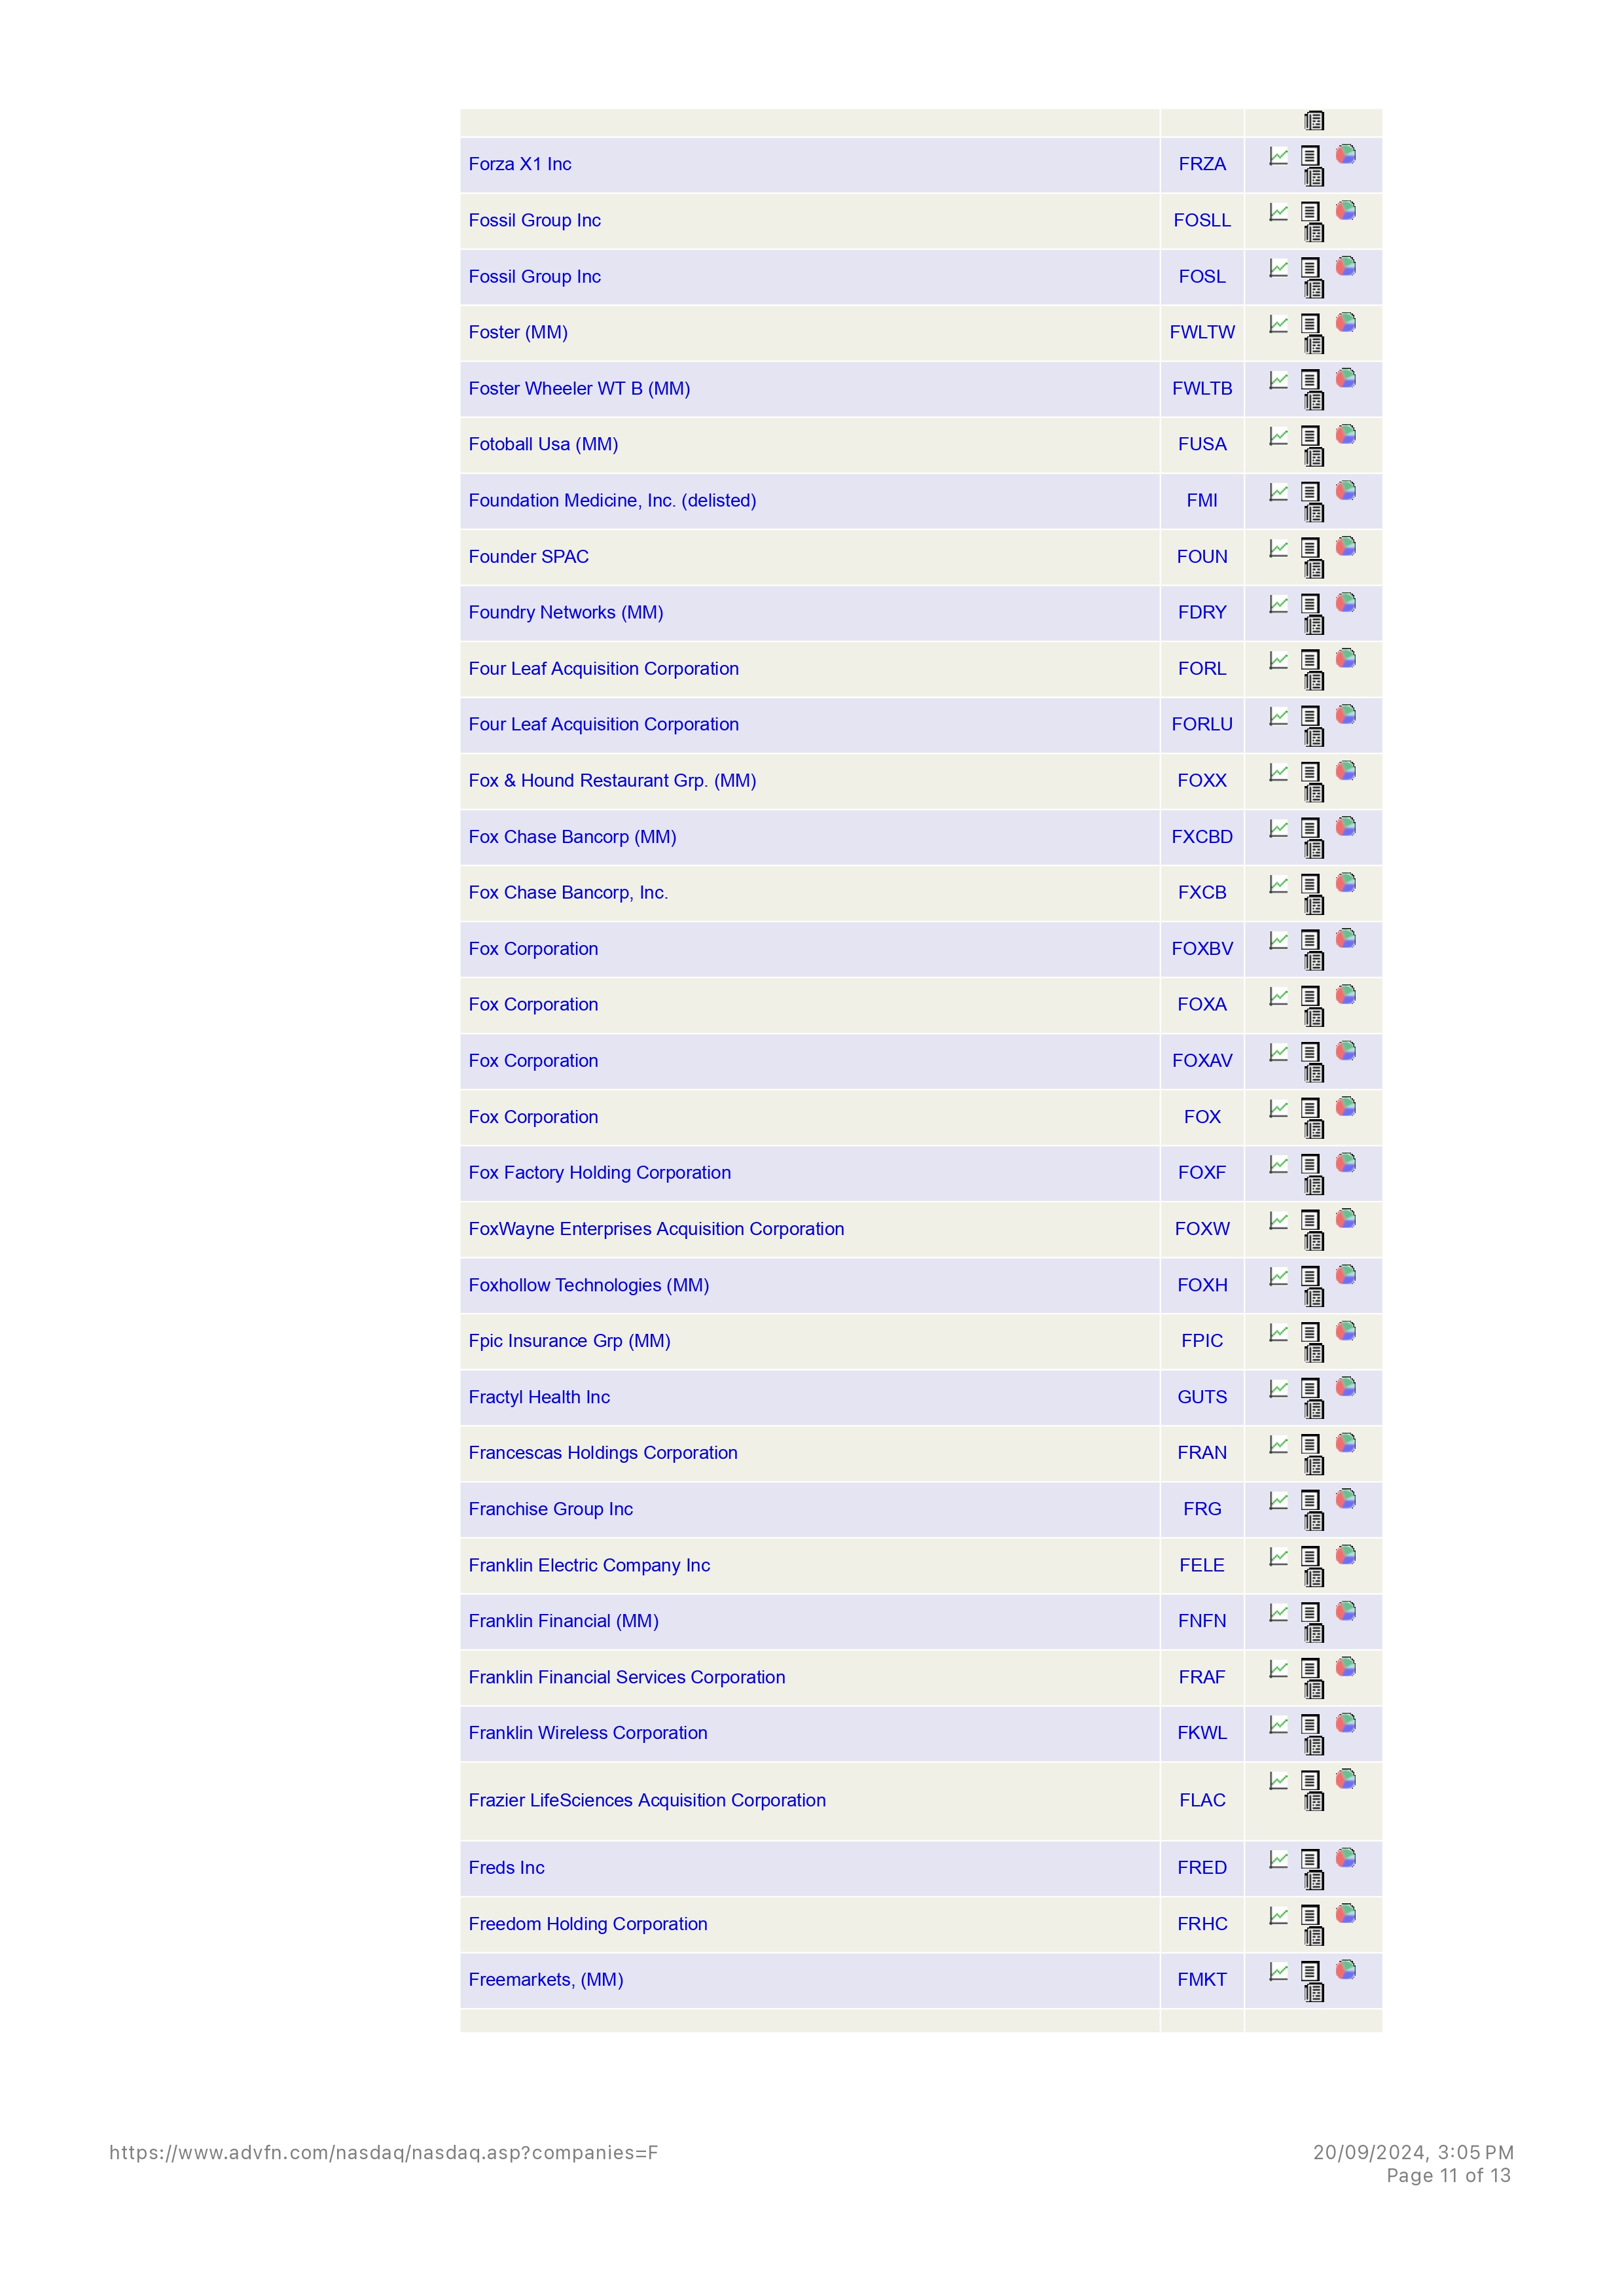 Forza X1 Inc FRZA
Fossil Group Inc FOSLL
Fossil Group Inc FOSL
Foster (MM) FWLTW
Foster Wheeler WT B (MM) FWLTB
Fotoball Usa (MM) FUSA
Foundation Medicine, Inc. (delisted) FMI
Founder SPAC FOUN
Foundry Networks (MM) FDRY
Four Leaf Acquisition Corporation FORL
Four Leaf Acquisition Corporation FORLU
Fox & Hound Restaurant Grp. (MM) FOXX
Fox Chase Bancorp (MM) FXCBD
Fox Chase Bancorp, Inc. FXCB
Fox Corporation FOXBV
Fox Corporation FOXA
Fox Corporation FOXAV
Fox Corporation FOX
Fox Factory Holding Corporation FOXF
FoxWayne Enterprises Acquisition Corporation FOXW
Foxhollow Technologies (MM) FOXH
Fpic Insurance Grp (MM) FPIC
Fractyl Health Inc GUTS
Francescas Holdings Corporation FRAN
Franchise Group Inc FRG
Franklin Electric Company Inc FELE
Franklin Financial (MM) FNFN
Franklin Financial Services Corporation FRAF
Franklin Wireless Corporation FKWL
Frazier LifeSciences Acquisition Corporation FLAC
Freds Inc FRED
Freedom Holding Corporation FRHC
Freemarkets, (MM) FMKT
https://www.advfn.com/nasdaq/nasdaq.asp?companies=F 20/09/2024, 3:05 PM
Page 11 of 13